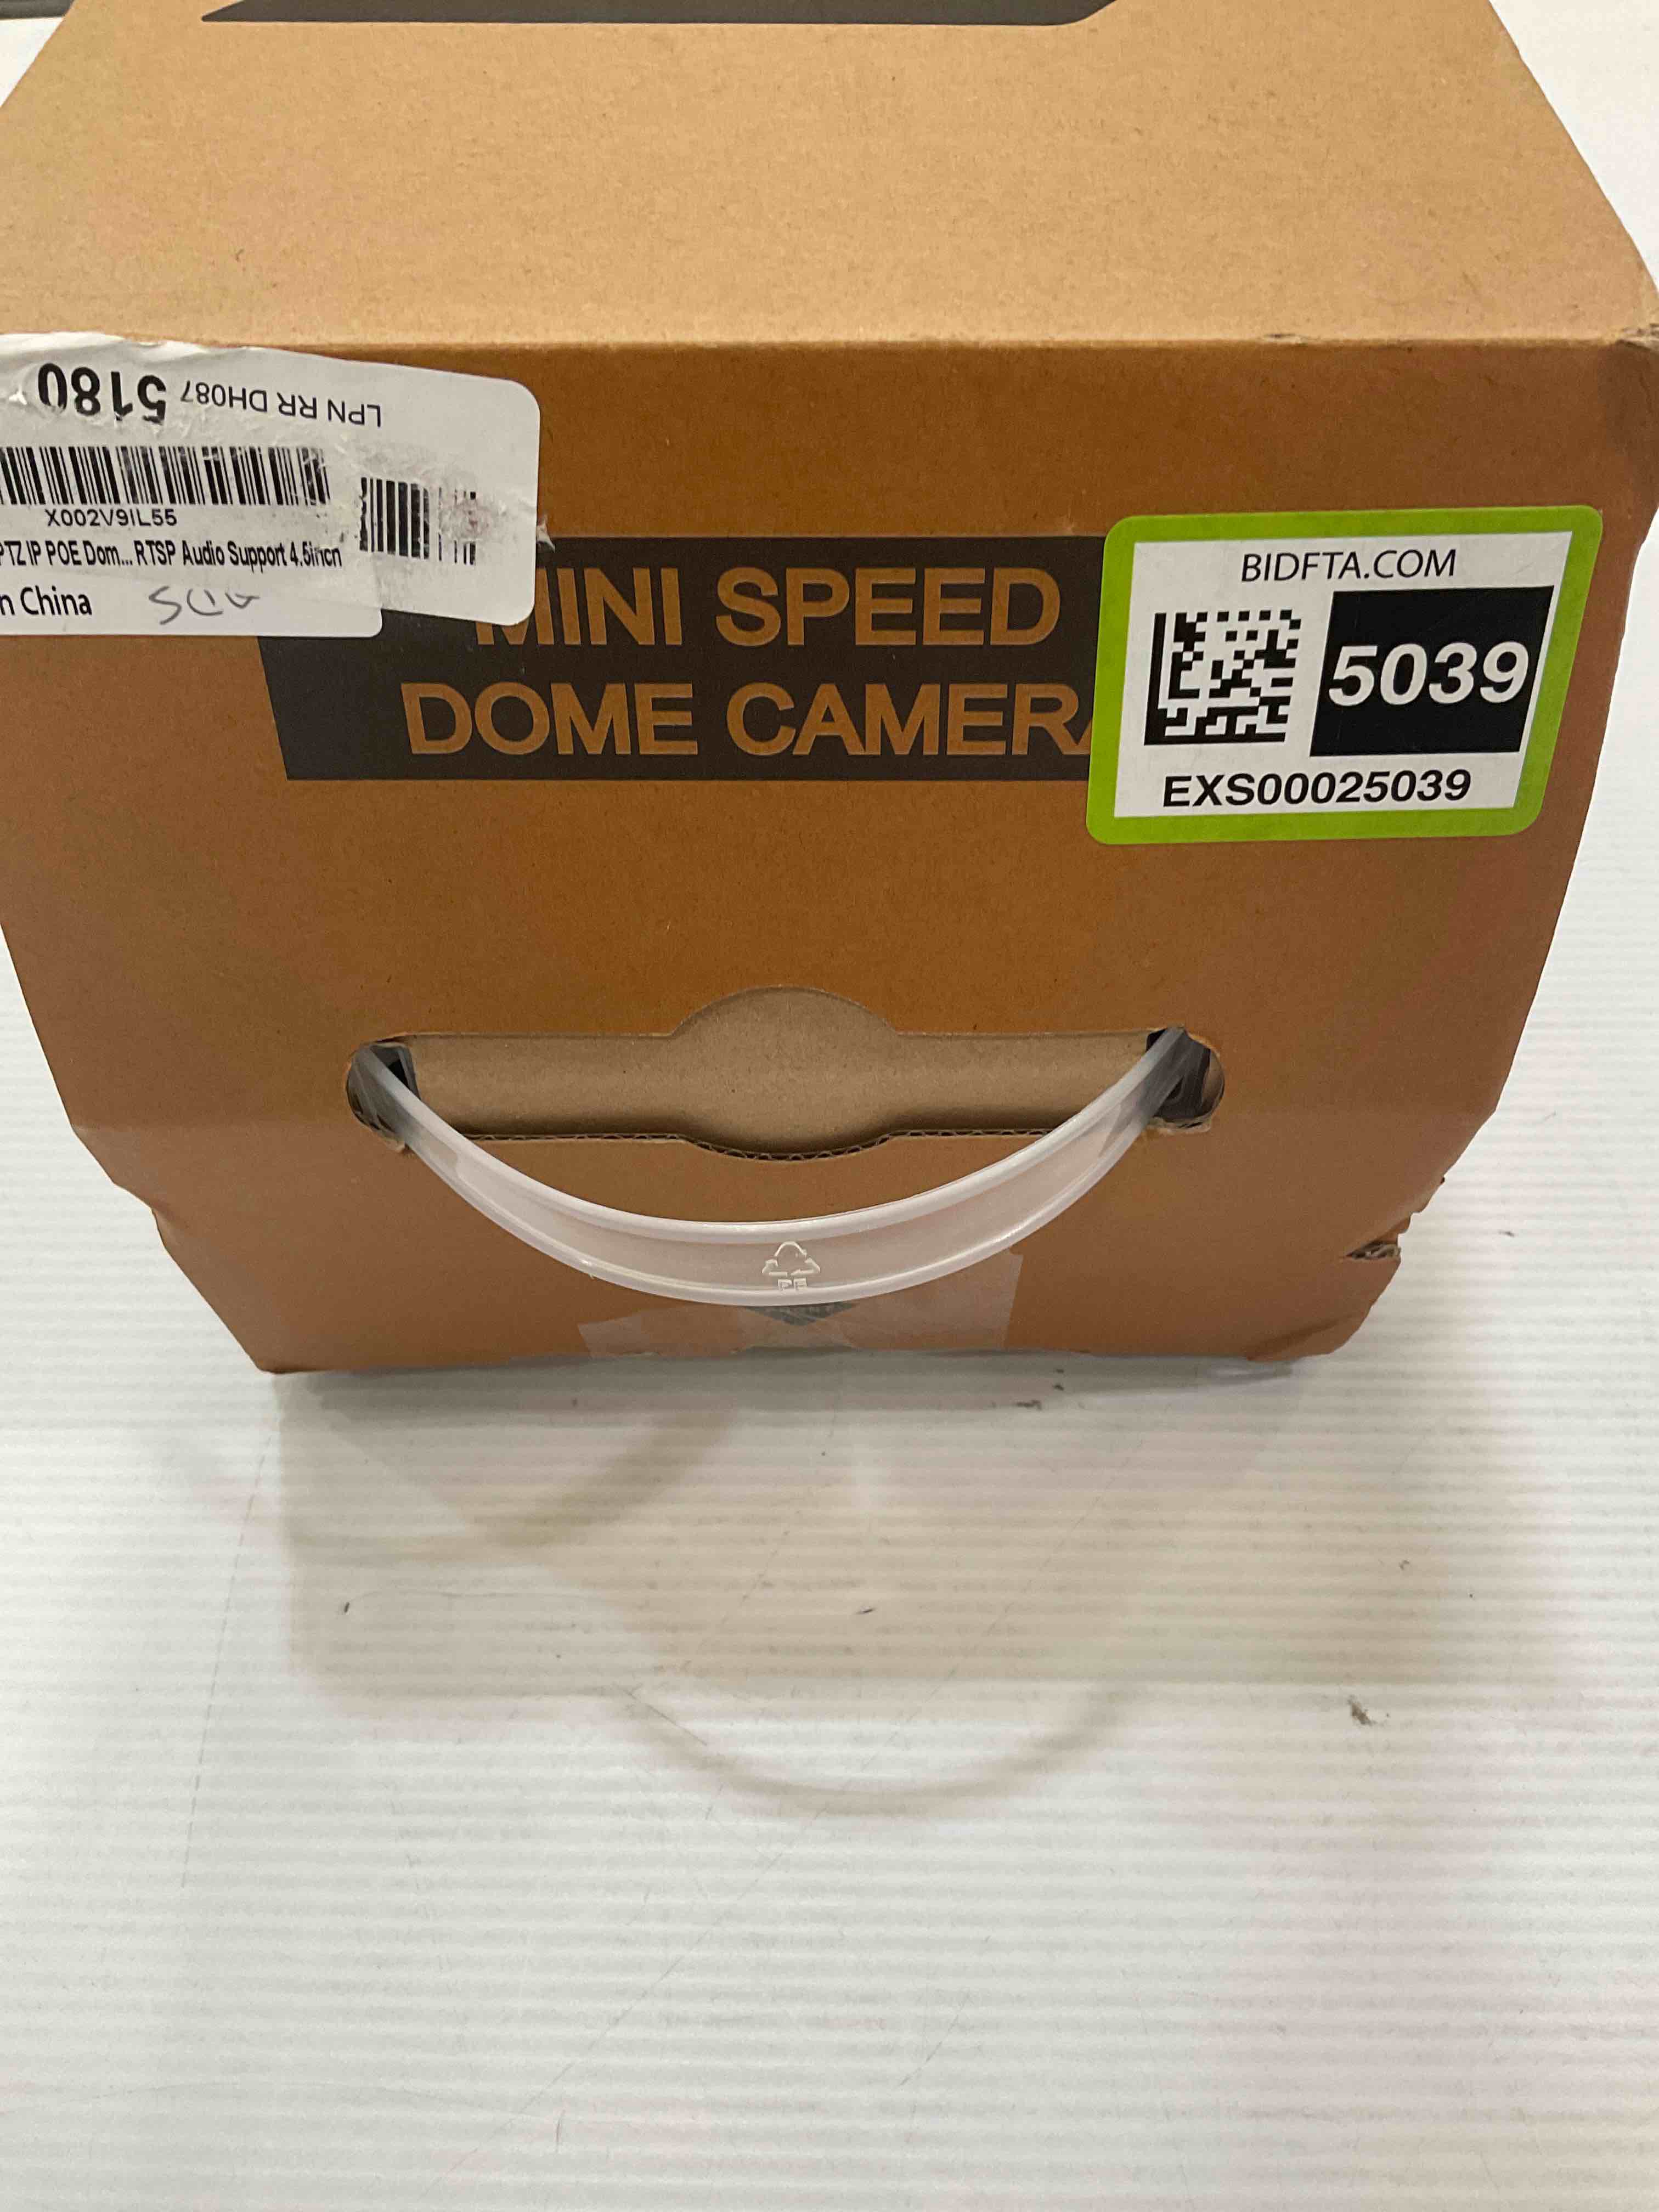 LPN RR DH087 5180
X002V9IL55
PTZ IP POE Dom... RTSP Audio Support 4.5inch
n China
MINI SPEED
DOME CAMERA
BIDFTA.COM
5039
EXS00025039
PE